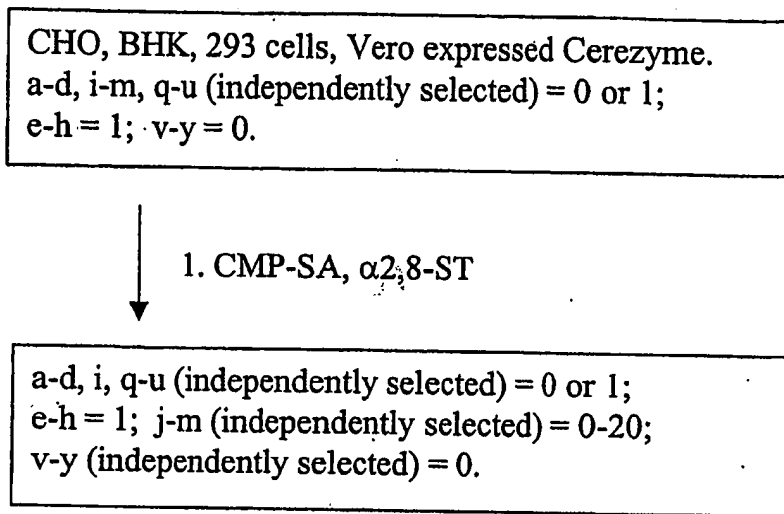 CHO, BHK, 293 cells, Vero expressed Cerezyme.
a-d, i-m, q-u (independently selected) = 0 or 1;
e-h = 1; v-y = 0.
1. CMP-SA, α2,8-ST
a-d, i, q-u (independently selected) = 0 or 1;
e-h = 1; j-m (independently selected) = 0-20;
v-y (independently selected) = 0.